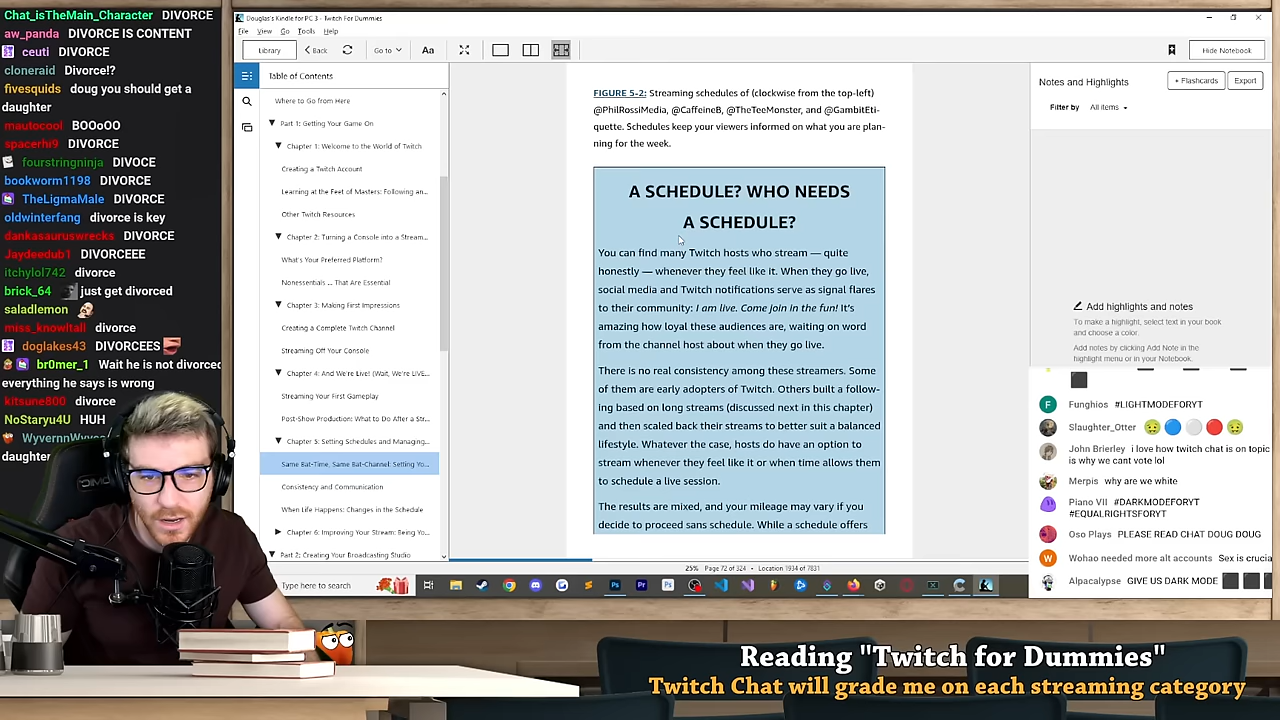 Chat_isTheMain_Character DIVORCE
aw_panda DIVORCE IS CONTENT
ceuti DIVORCE
cloneraid Divorce!?
fivesquids doug you should get a
daughter
mautocool BOOoOO
spacerhi9 DIVORCE
fourstringninja DIVOCE
bookworm1198 DIVORCE
TheLigmaMale DIVORCE
oldwinterfang divorce is key
dankasauruswrecks DIVORCE
Jaydeedub1 DIVORCEEE
itchylol742 divorce
brick_64 just get divorced
saladlemon
miss_knowltall divorce
doglakes43 DIVORCEES
br0mer_1 Wait he is not divorced
everything he says is wrong
kitsune800 divorce
NoStaryu4U HUH
daughter
Douglas's Kindle for PC 3 - Twitch For Dummies
File View Go Tools Help
Library Back Go to Aa Hide Notebook
Table of Contents
Where to Go from Here
Part 1: Getting Your Game On
Chapter 1: Welcome to the World of Twitch
Creating a Twitch Account
Learning at the Feet of Masters: Following an...
Other Twitch Resources
Chapter 2: Turning a Console into a Stream...
What's Your Preferred Platform?
Nonessentials ... That Are Essential
Chapter 3: Making First Impressions
Creating a Complete Twitch Channel
Streaming Off Your Console
Chapter 4: And We're Live! (Wait, We're LIVE...
Streaming Your First Gameplay
Post-Show Production: What to Do After a Str...
Chapter 5: Setting Schedules and Managing...
Same Bat-Time, Same Bat-Channel: Setting Yo...
Consistency and Communication
When Life Happens: Changes in the Schedule
Chapter 6: Improving Your Stream: Being Yo...
Part 2: Creating Your Broadcasting Studio
FIGURE 5-2: Streaming schedules of (clockwise from the top-left)
@PhilRossiMedia, @CaffeineB, @TheTeeMonster, and @GambitEti-
quette. Schedules keep your viewers informed on what you are plan-
ning for the week.
A SCHEDULE? WHO NEEDS
A SCHEDULE?
You can find many Twitch hosts who stream — quite
honestly — whenever they feel like it. When they go live,
social media and Twitch notifications serve as signal flares
to their community: I am live. Come join in the fun! It's
amazing how loyal these audiences are, waiting on word
from the channel host about when they go live.
There is no real consistency among these streamers. Some
of them are early adopters of Twitch. Others built a follow-
ing based on long streams (discussed next in this chapter)
and then scaled back their streams to better suit a balanced
lifestyle. Whatever the case, hosts do have an option to
stream whenever they feel like it or when time allows them
to schedule a live session.
The results are mixed, and your mileage may vary if you
decide to proceed sans schedule. While a schedule offers
25% Page 72 of 324 • Location 1934 of 7831
Notes and Highlights + Flashcards Export
Filter by All items
Add highlights and notes
To make a highlight, select text in your book
and choose a color.
Add notes by clicking Add Note in the
highlight menu or in your Notebook.
F Funghios #LIGHTMODEFORYT
Slaughter_Otter
John Brierley i love how twitch chat is on topic
is why we cant vote lol
Merpis why are we white
Piano VII #DARKMODEFORYT
#EQUALRIGHTSFORYT
Oso Plays PLEASE READ CHAT DOUG DOUG
W Wohao needed more alt accounts Sex is crucia
Alpacalypse GIVE US DARK MODE
Type here to search
Reading "Twitch for Dummies"
Twitch Chat will grade me on each streaming category